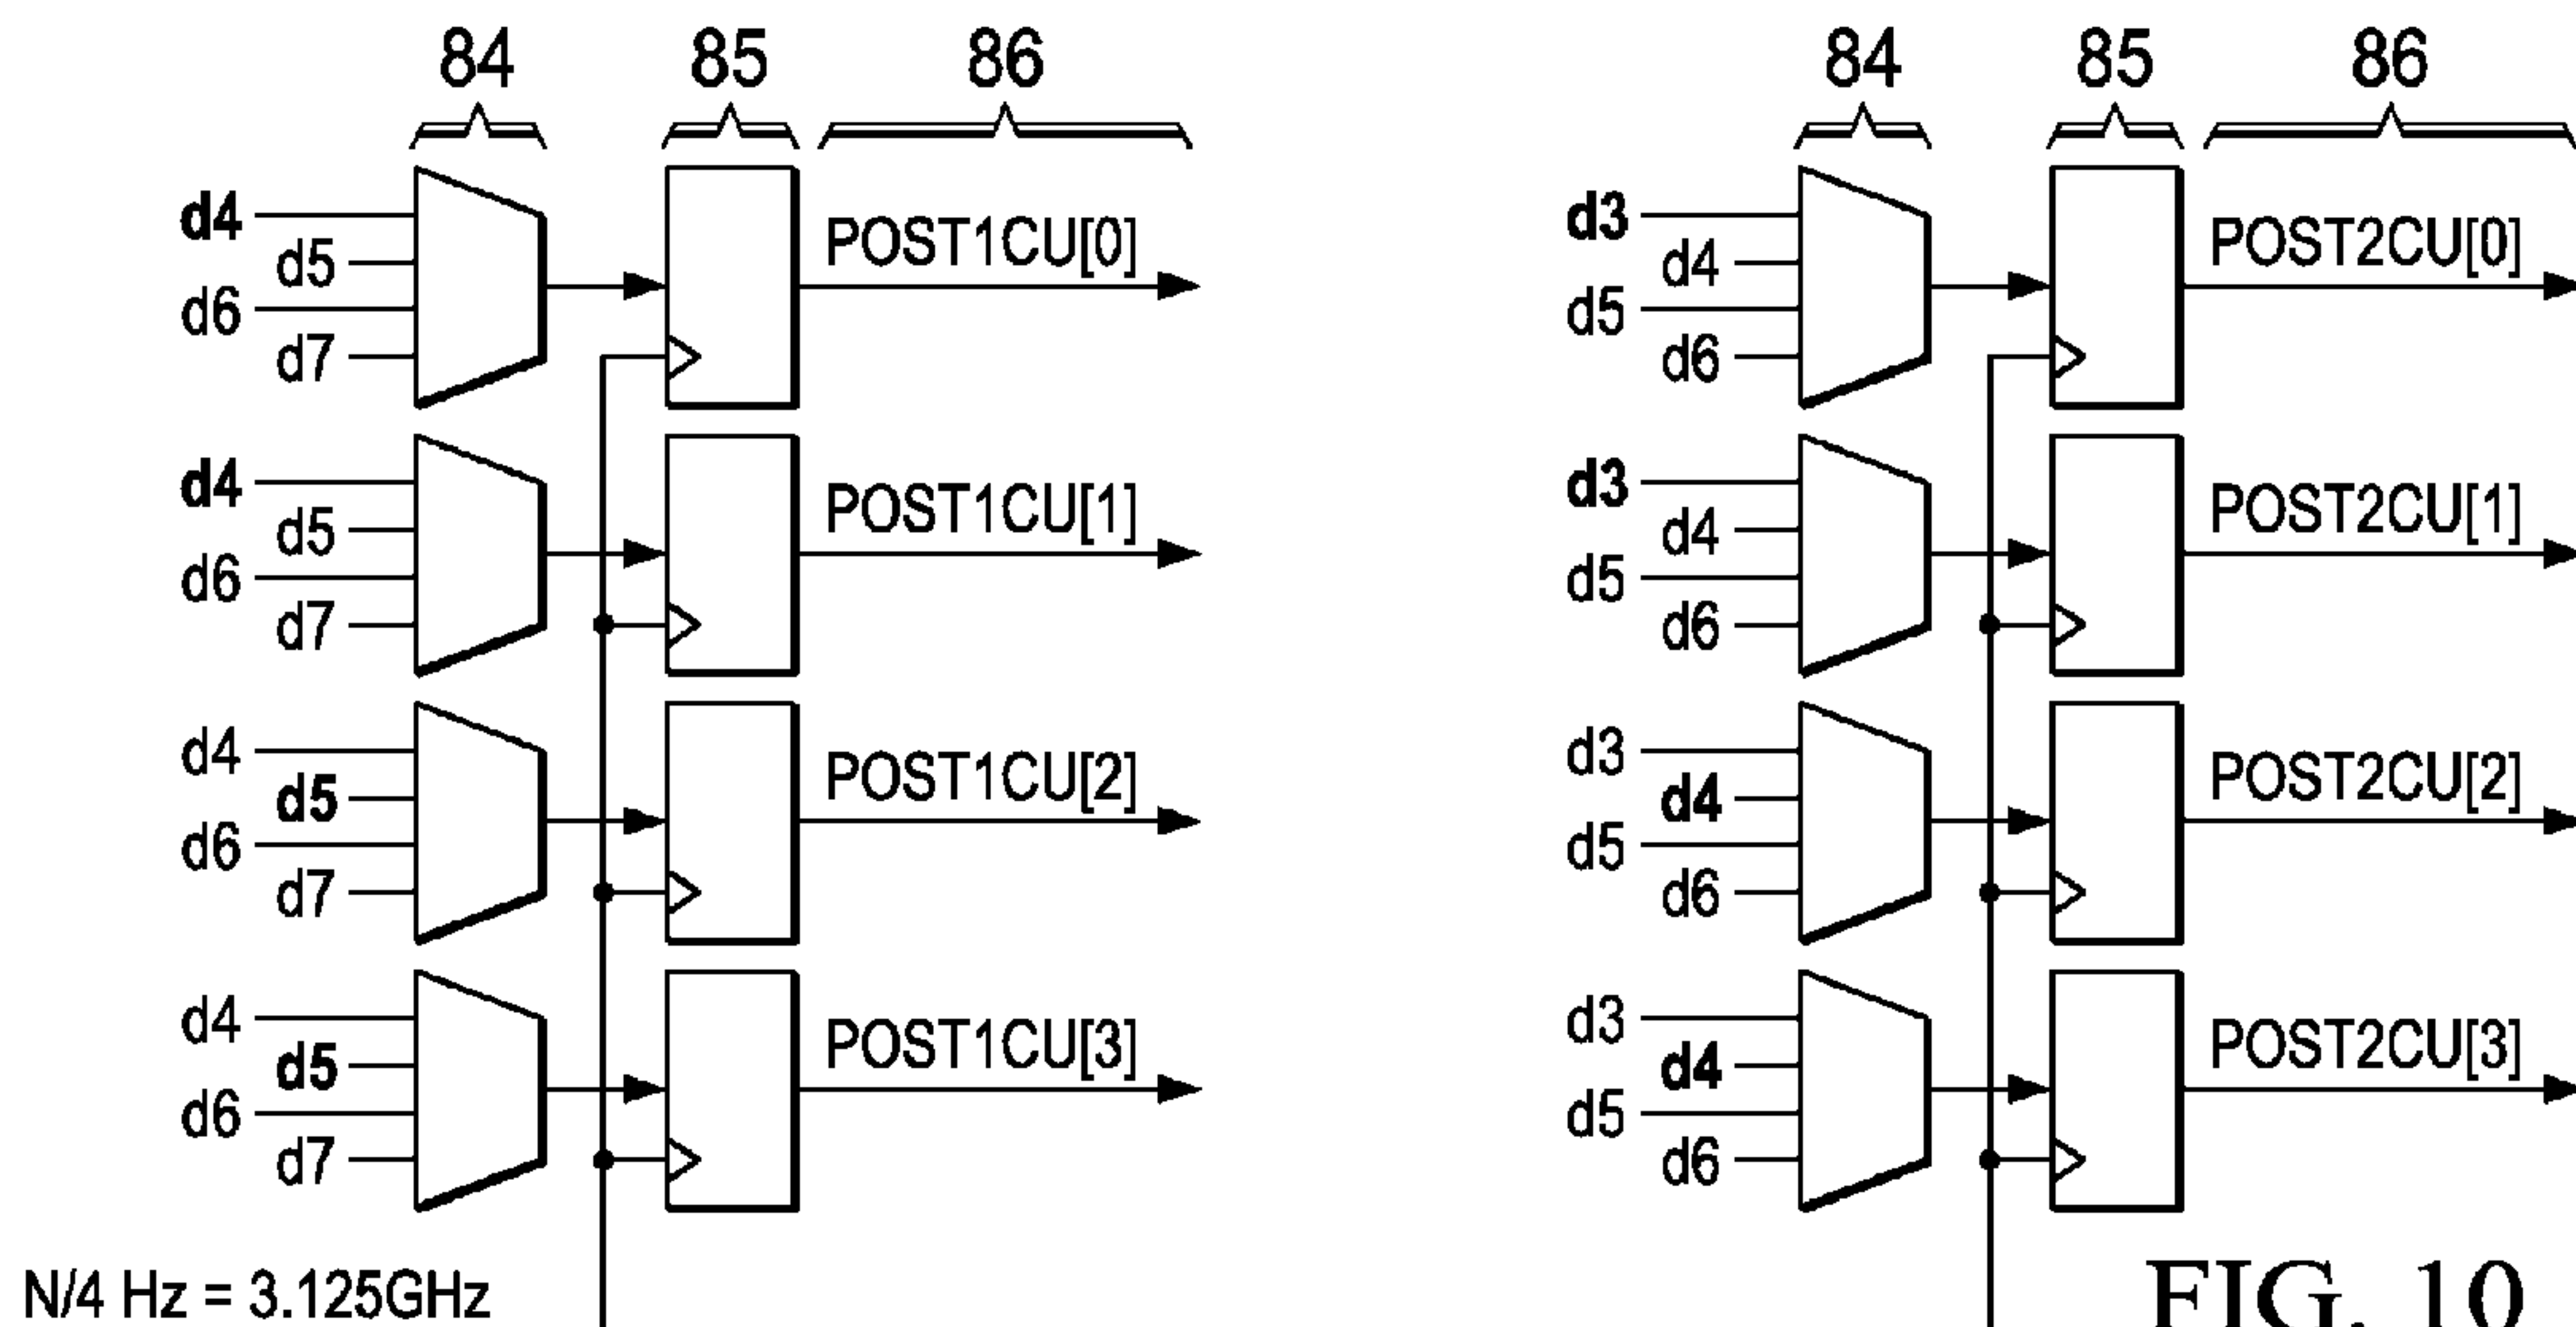 84 85 86
d4
d5
d6
d7
POST1CU[0]
d4
d5
d6
d7
POST1CU[1]
d4
d5
d6
d7
POST1CU[2]
d4
d5
d6
d7
POST1CU[3]
N/4 Hz = 3.125GHz
84 85 86
d3
d4
d5
d6
POST2CU[0]
d3
d4
d5
d6
POST2CU[1]
d3
d4
d5
d6
POST2CU[2]
d3
d4
d5
d6
POST2CU[3]
FIG. 10